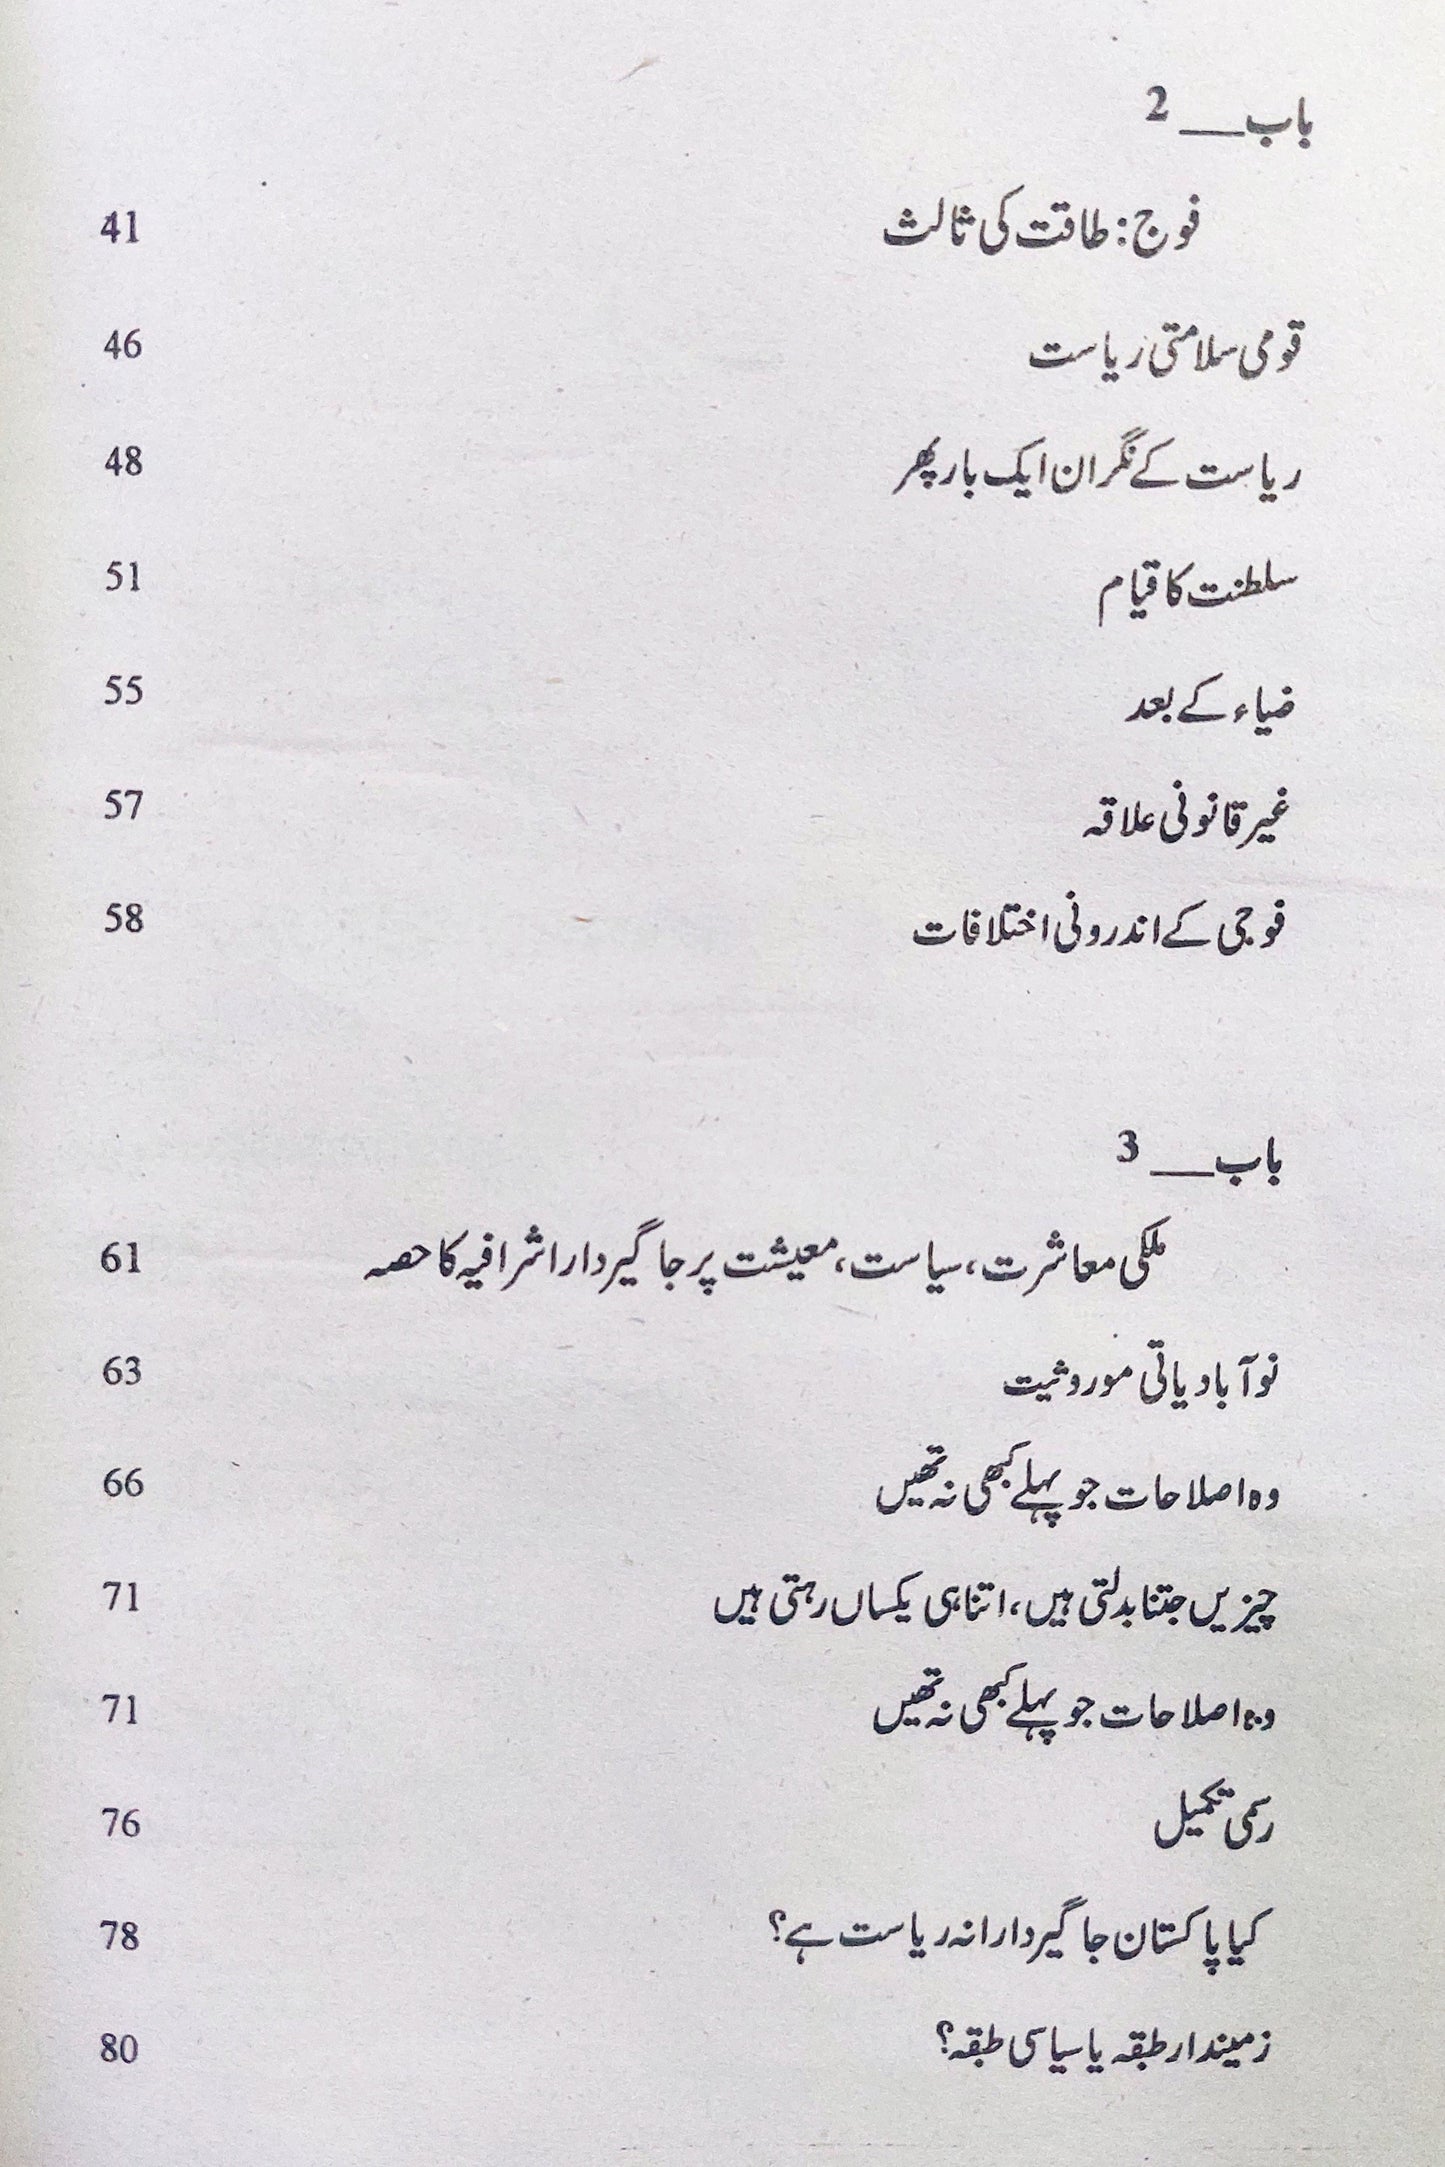 باب__ 2
فوج: طاقت کی ثالث 41
قومی سلامتی ریاست 46
ریاست کے نگران ایک بار پھر 48
سلطنت کا قیام 51
ضیاء کے بعد 55
غیر قانونی علاقہ 57
فوجی کے اندرونی اختلافات 58
باب__ 3
ملکی معاشرت، سیاست، معیشت پر جاگیردار اشرافیہ کا حصہ 61
نوآبادیاتی موروثیت 63
وہ اصلاحات جو پہلے کبھی نہ تھیں 66
چیزیں جتنا بدلتی ہیں، اتنا ہی یکساں رہتی ہیں 71
وہ اصلاحات جو پہلے کبھی نہ تھیں 71
رسمی تکمیل 76
کیا پاکستان جاگیردارانہ ریاست ہے؟ 78
زمیندار طبقہ یا سیاسی طبقہ؟ 80